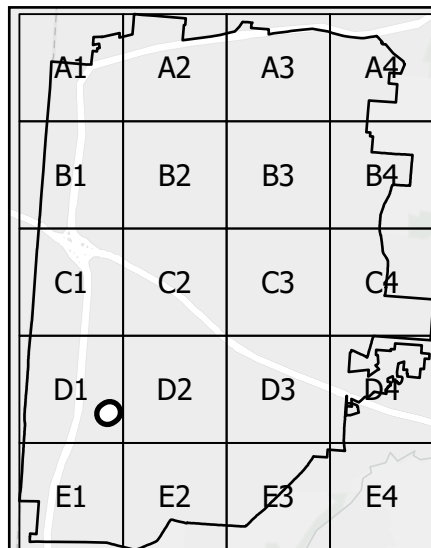 A1 A2 A3 A4
B1 B2 B3 B4
C1 C2 C3 C4
D1 D2 D3 D4
E1 E2 E3 E4